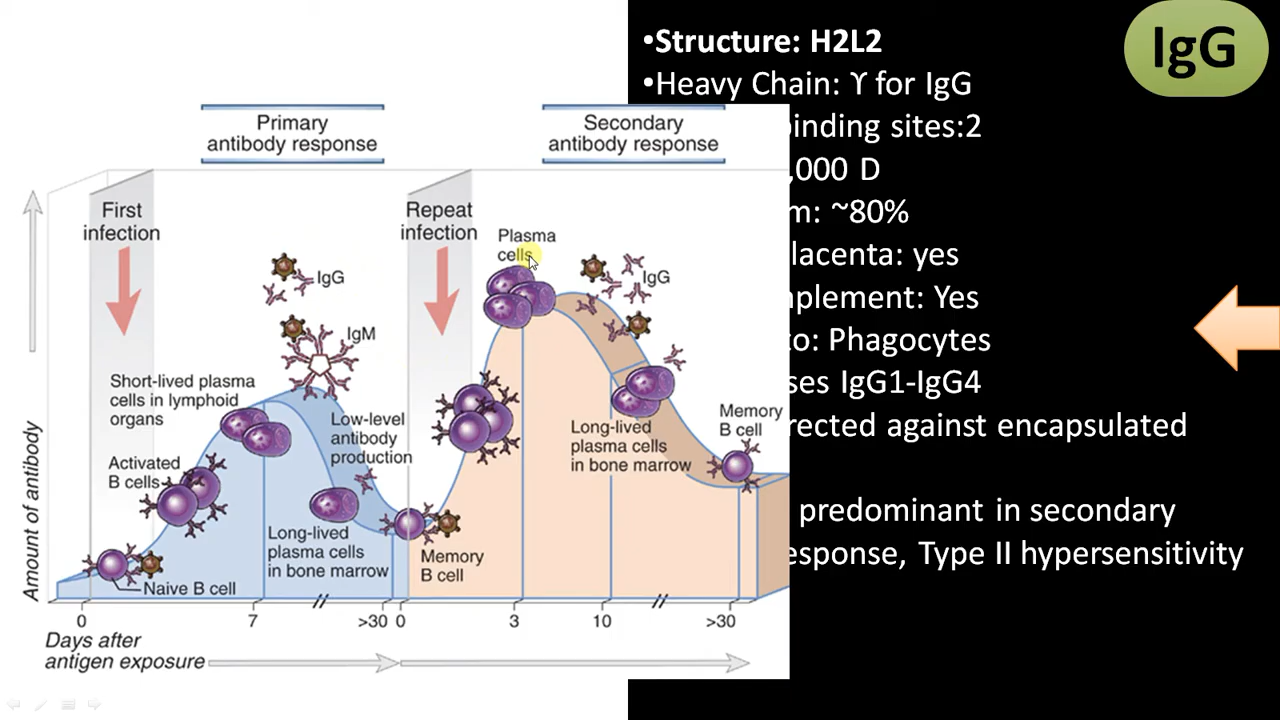 Primary
antibody response
Secondary
antibody response
First
infection
Repeat
infection
Plasma
cells
IgG
IgG
IgM
Short-lived plasma
cells in lymphoid
organs
Low-level
antibody
production
Activated
B cells
Long-lived
plasma cells
in bone marrow
Memory
B cell
Naive B cell
Long-lived
plasma cells
in bone marrow
Memory
B cell
Amount of antibody
0 7 >30 0 3 10 >30
Days after
antigen exposure
•Structure: H2L2
IgG
•Heavy Chain: ϒ for IgG
inding sites:2
,000 D
m: ~80%
lacenta: yes
mplement: Yes
to: Phagocytes
ses IgG1-IgG4
rected against encapsulated
predominant in secondary
esponse, Type II hypersensitivity